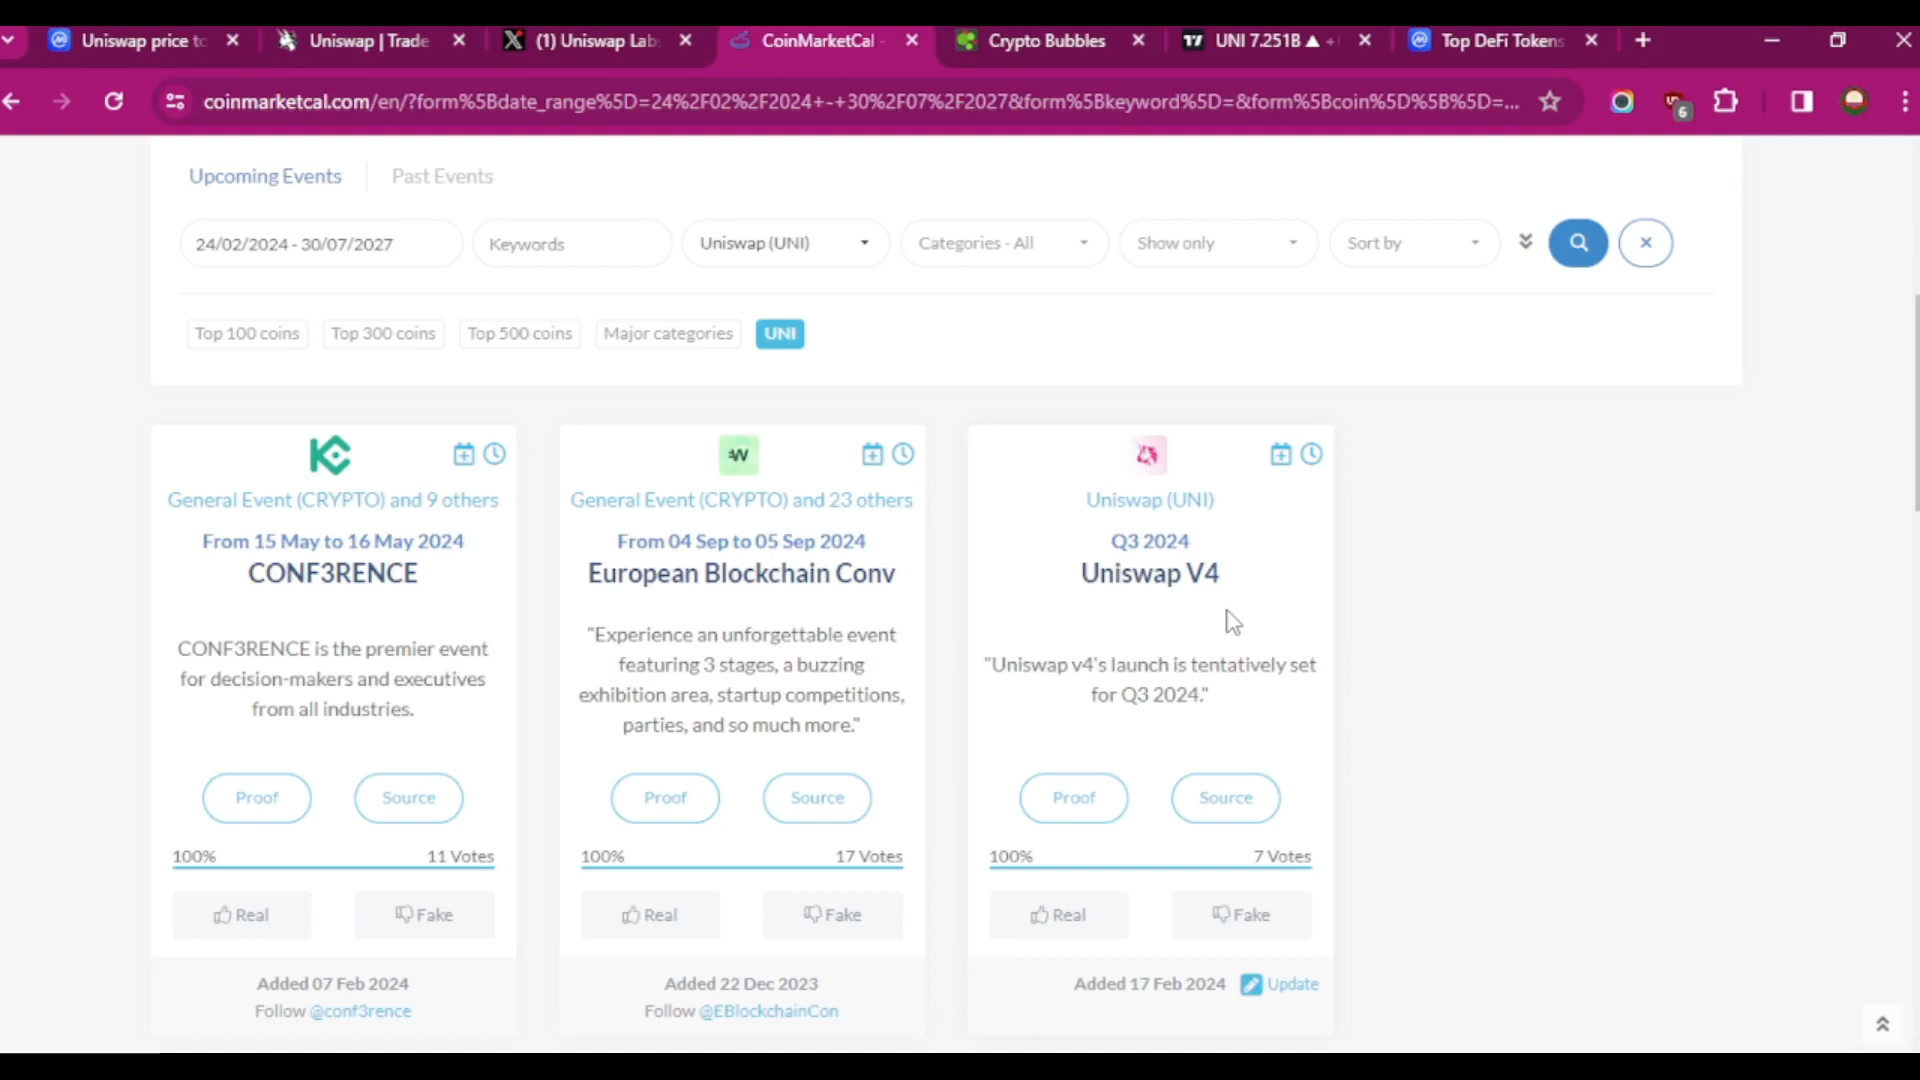 Uniswap price to
Uniswap | Trade
(1) Uniswap Lab
CoinMarketCal -
Crypto Bubbles
UNI 7.251B ▲ +
Top DeFi Tokens
coinmarketcal.com/en/?form%5Bdate_range%5D=24%2F02%2F2024+-+30%2F07%2F2027&form%5Bkeyword%5D=&form%5Bcoin%5D%5B%5D=...
6
Upcoming Events
Past Events
24/02/2024 - 30/07/2027
Keywords
Uniswap (UNI)
Categories - All
Show only
Sort by
Top 100 coins
Top 300 coins
Top 500 coins
Major categories
UNI
General Event (CRYPTO) and 9 others
From 15 May to 16 May 2024
CONF3RENCE
CONF3RENCE is the premier event
for decision-makers and executives
from all industries.
Proof
Source
100%
11 Votes
Real
Fake
Added 07 Feb 2024
Follow @conf3rence
W
General Event (CRYPTO) and 23 others
From 04 Sep to 05 Sep 2024
European Blockchain Conv
"Experience an unforgettable event
featuring 3 stages, a buzzing
exhibition area, startup competitions,
parties, and so much more."
Proof
Source
100%
17 Votes
Real
Fake
Added 22 Dec 2023
Follow @EBlockchainCon
Uniswap (UNI)
Q3 2024
Uniswap V4
"Uniswap v4's launch is tentatively set
for Q3 2024."
Proof
Source
100%
7 Votes
Real
Fake
Added 17 Feb 2024
Update